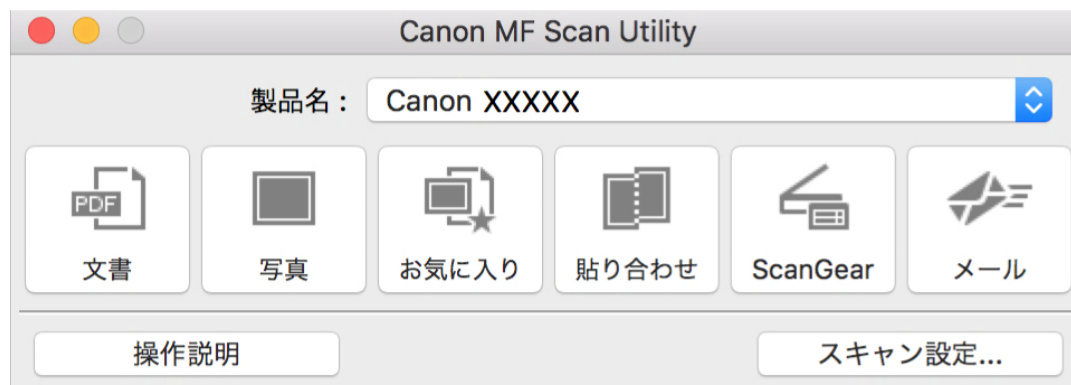 Canon MF Scan Utility
製品名： Canon XXXXX
PDF
文書 写真 お気に入り 貼り合わせ ScanGear メール
操作説明 スキャン設定...